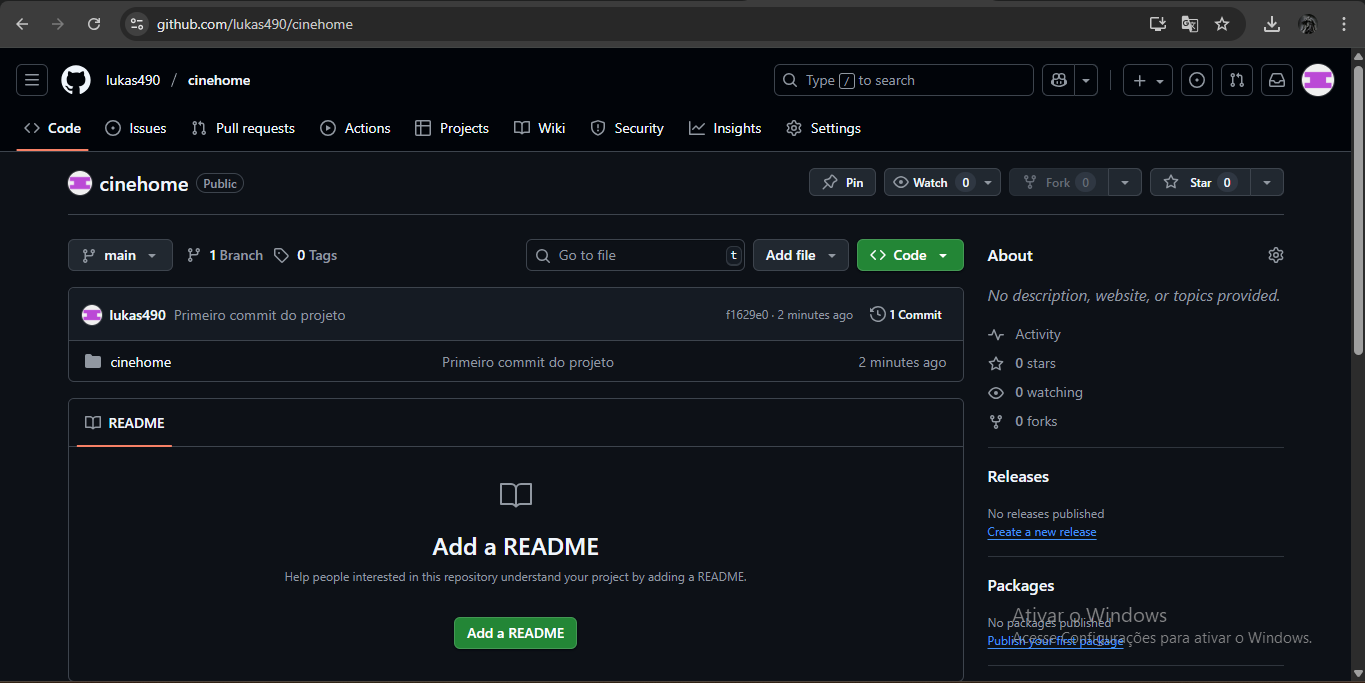 github.com/lukas490/cinehome
lukas490 / cinehome
Type / to search
Code Issues Pull requests Actions Projects Wiki Security Insights Settings
cinehome Public
Pin Watch 0 Fork 0 Star 0
main 1 Branch 0 Tags Go to file t Add file Code
lukas490 Primeiro commit do projeto f1629e0 · 2 minutes ago 1 Commit
cinehome Primeiro commit do projeto 2 minutes ago
README
Add a README
Help people interested in this repository understand your project by adding a README.
Add a README
About
No description, website, or topics provided.
Activity
0 stars
0 watching
0 forks
Releases
No releases published
Create a new release
Packages
No packages published
Publish your first package
Ativar o Windows
Acesse Configurações para ativar o Windows.